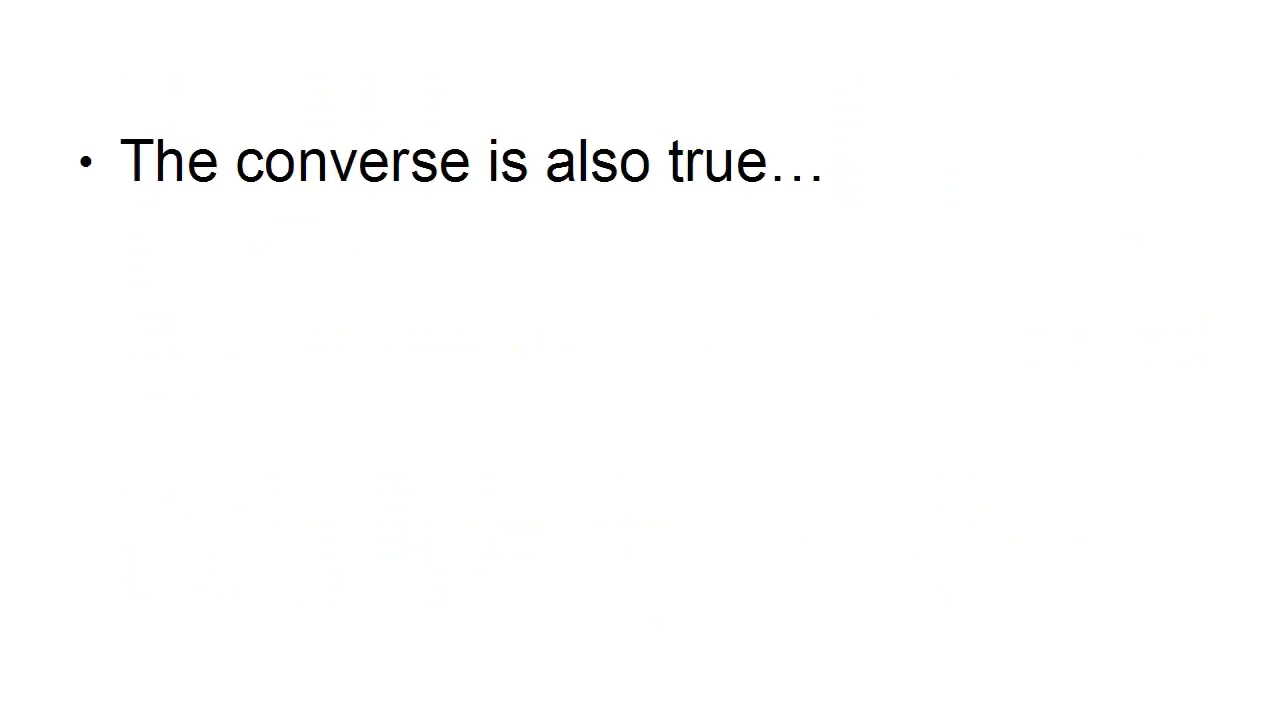 • The converse is also true…